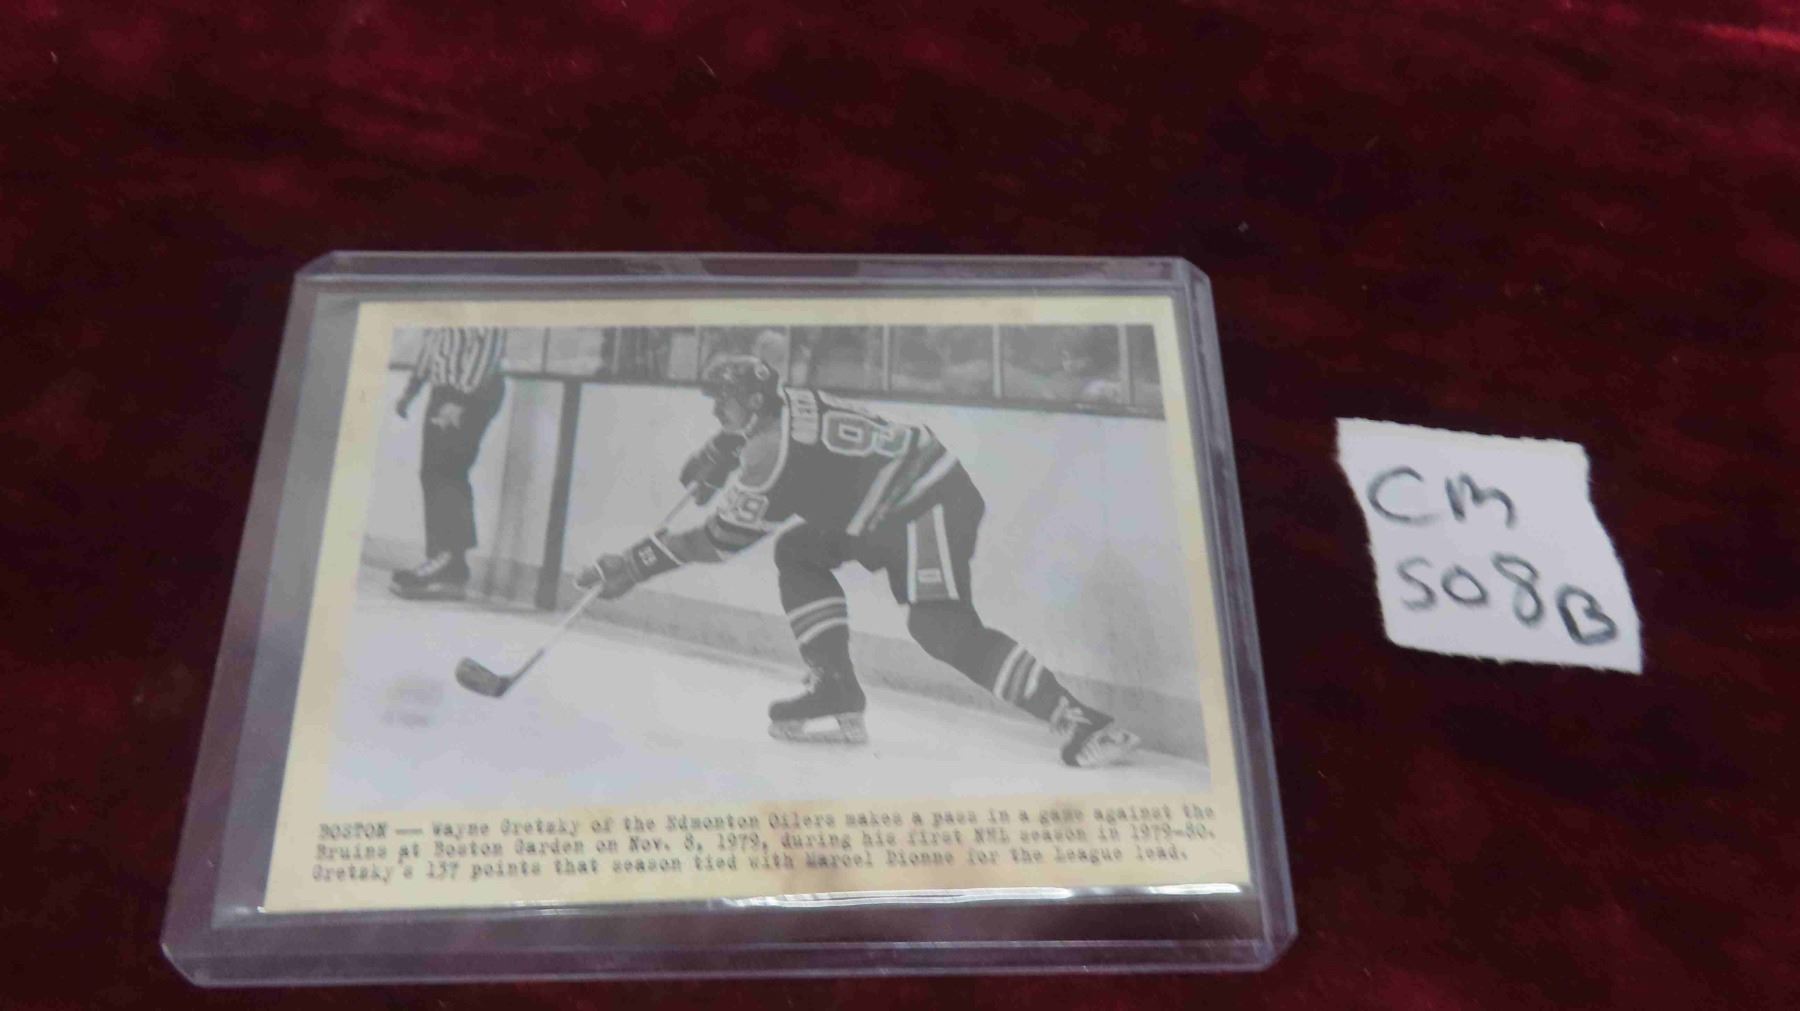 BOSTON — Wayne Gretzky of the Edmonton Oilers makes a pass in a game against the
Bruins at Boston Garden on Nov. 8, 1979, during his first NHL season in 1979-80.
Gretzky's 137 points that season tied with Marcel Dionne for the League lead.
CM
508B